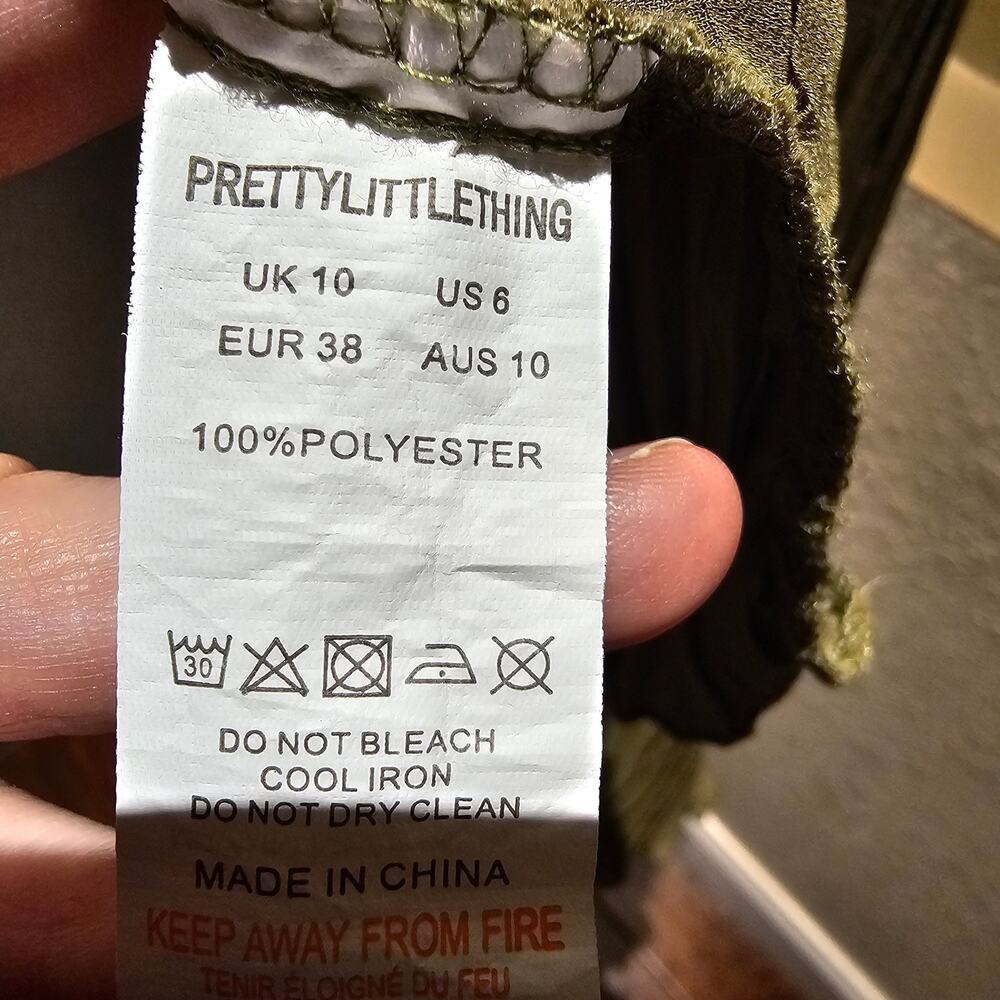 PRETTYLITTLETHING
UK 10 US 6
EUR 38 AUS 10
100%POLYESTER
30
DO NOT BLEACH
COOL IRON
DO NOT DRY CLEAN
MADE IN CHINA
KEEP AWAY FROM FIRE
TENIR ÉLOIGNÉ DU FEU